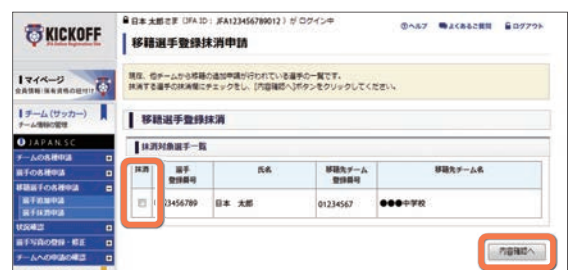 日本 太郎さま（JFA ID：JFA123456789012）がログイン中
ヘルプ
よくあるご質問
ログアウト
KICKOFF
移籍選手登録抹消申請
マイページ
現在、他チームから移籍の追加申請が行われている選手の一覧です。
抹消する選手の抹消欄にチェックをし、[内容確認へ]ボタンをクリックしてください。
チーム（サッカー）
チーム情報の管理
移籍選手登録抹消
JAPAN.SC
抹消対象選手一覧
チームの各種申請
選手の各種申請
移籍選手の各種申請
選手追加申請
選手抹消申請
状況確認
選手写真の登録・修正
チームへの申請の確認
抹消
選手
登録番号
氏名
移籍先チーム
登録番号
移籍先チーム名
123456789
日本 太郎
01234567
●●●中学校
内容確認へ